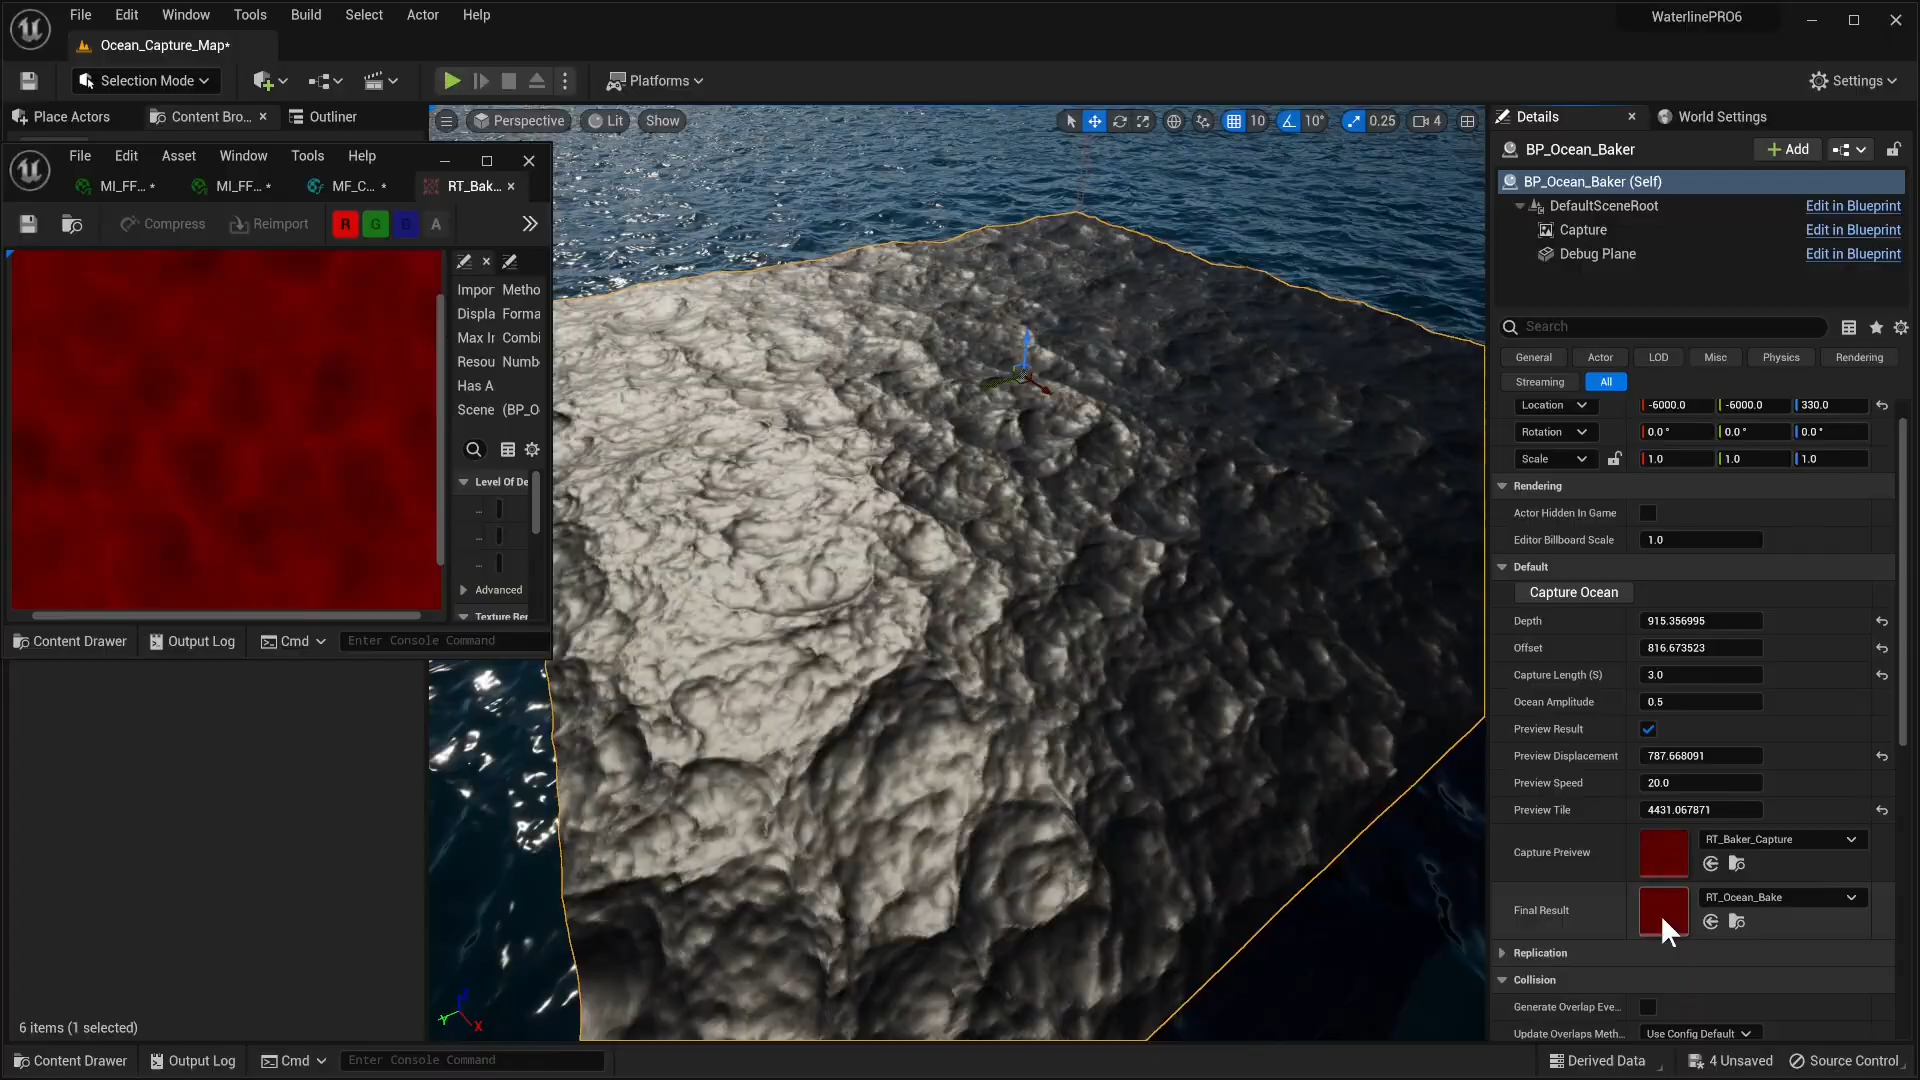 File Edit Window Tools Build Select Actor Help
WaterlinePRO6
Ocean_Capture_Map*
Selection Mode
Platforms
Settings
Place Actors
Content Bro...
Outliner
Perspective
Lit
Show
10
10°
0.25
4
Details
World Settings
File Edit Asset Window Tools Help
MI_FF... *
MI_FF... *
MF_C... *
RT_Bak...
Compress
Reimport
R
G
B
A
Impor
Metho
Displa
Forma
Max Ir
Combi
Resou
Numb
Has A
Scene
(BP_O
Level Of De
...
...
...
Advanced
Texture Ren
Content Drawer
Output Log
Cmd
Enter Console Command
BP_Ocean_Baker
Add
BP_Ocean_Baker (Self)
DefaultSceneRoot
Edit in Blueprint
Capture
Edit in Blueprint
Debug Plane
Edit in Blueprint
Search
General
Actor
LOD
Misc
Physics
Rendering
Streaming
All
Location
-6000.0
-6000.0
330.0
Rotation
0.0 °
0.0 °
0.0 °
Scale
1.0
1.0
1.0
Rendering
Actor Hidden In Game
Editor Billboard Scale
1.0
Default
Capture Ocean
Depth
915.356995
Offset
816.673523
Capture Length (S)
3.0
Ocean Amplitude
0.5
Preview Result
Preview Displacement
787.668091
Preview Speed
20.0
Preview Tile
4431.067871
Capture Preivew
RT_Baker_Capture
Final Result
RT_Ocean_Bake
Replication
Collision
Generate Overlap Eve...
Update Overlaps Meth...
Use Config Default
Z
Y
X
6 items (1 selected)
Content Drawer
Output Log
Cmd
Enter Console Command
Derived Data
4 Unsaved
Source Control